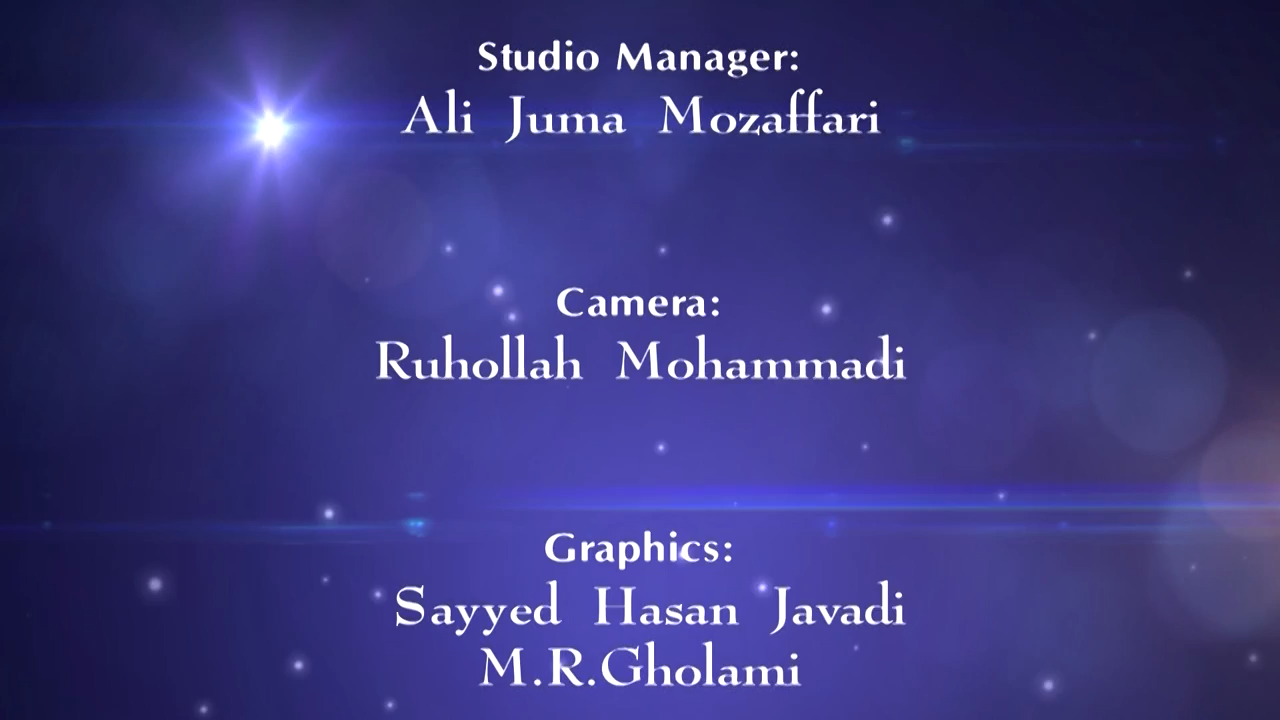 Studio Manager:
Ali Juma Mozaffari
Camera:
Ruhollah Mohammadi
Graphics:
Sayyed Hasan Javadi
M.R.Gholami